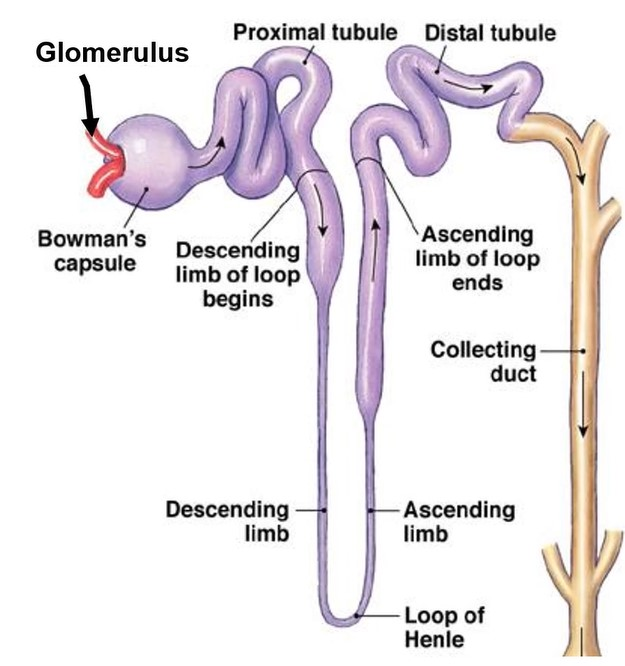 Proximal tubule
Distal tubule
Glomerulus
Bowman's
capsule
Descending
limb of loop
begins
Ascending
limb of loop
ends
Collecting
duct
Descending
limb
Ascending
limb
Loop of
Henle